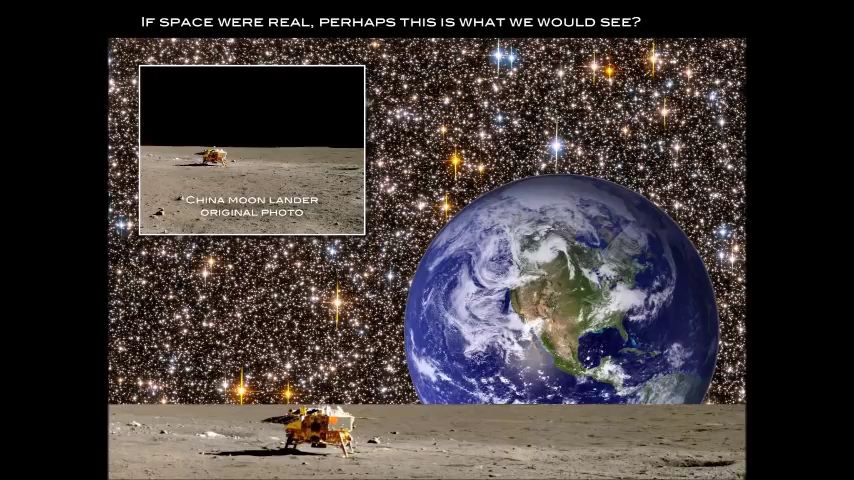 If space were real, perhaps this is what we would see?
*China moon lander
original photo